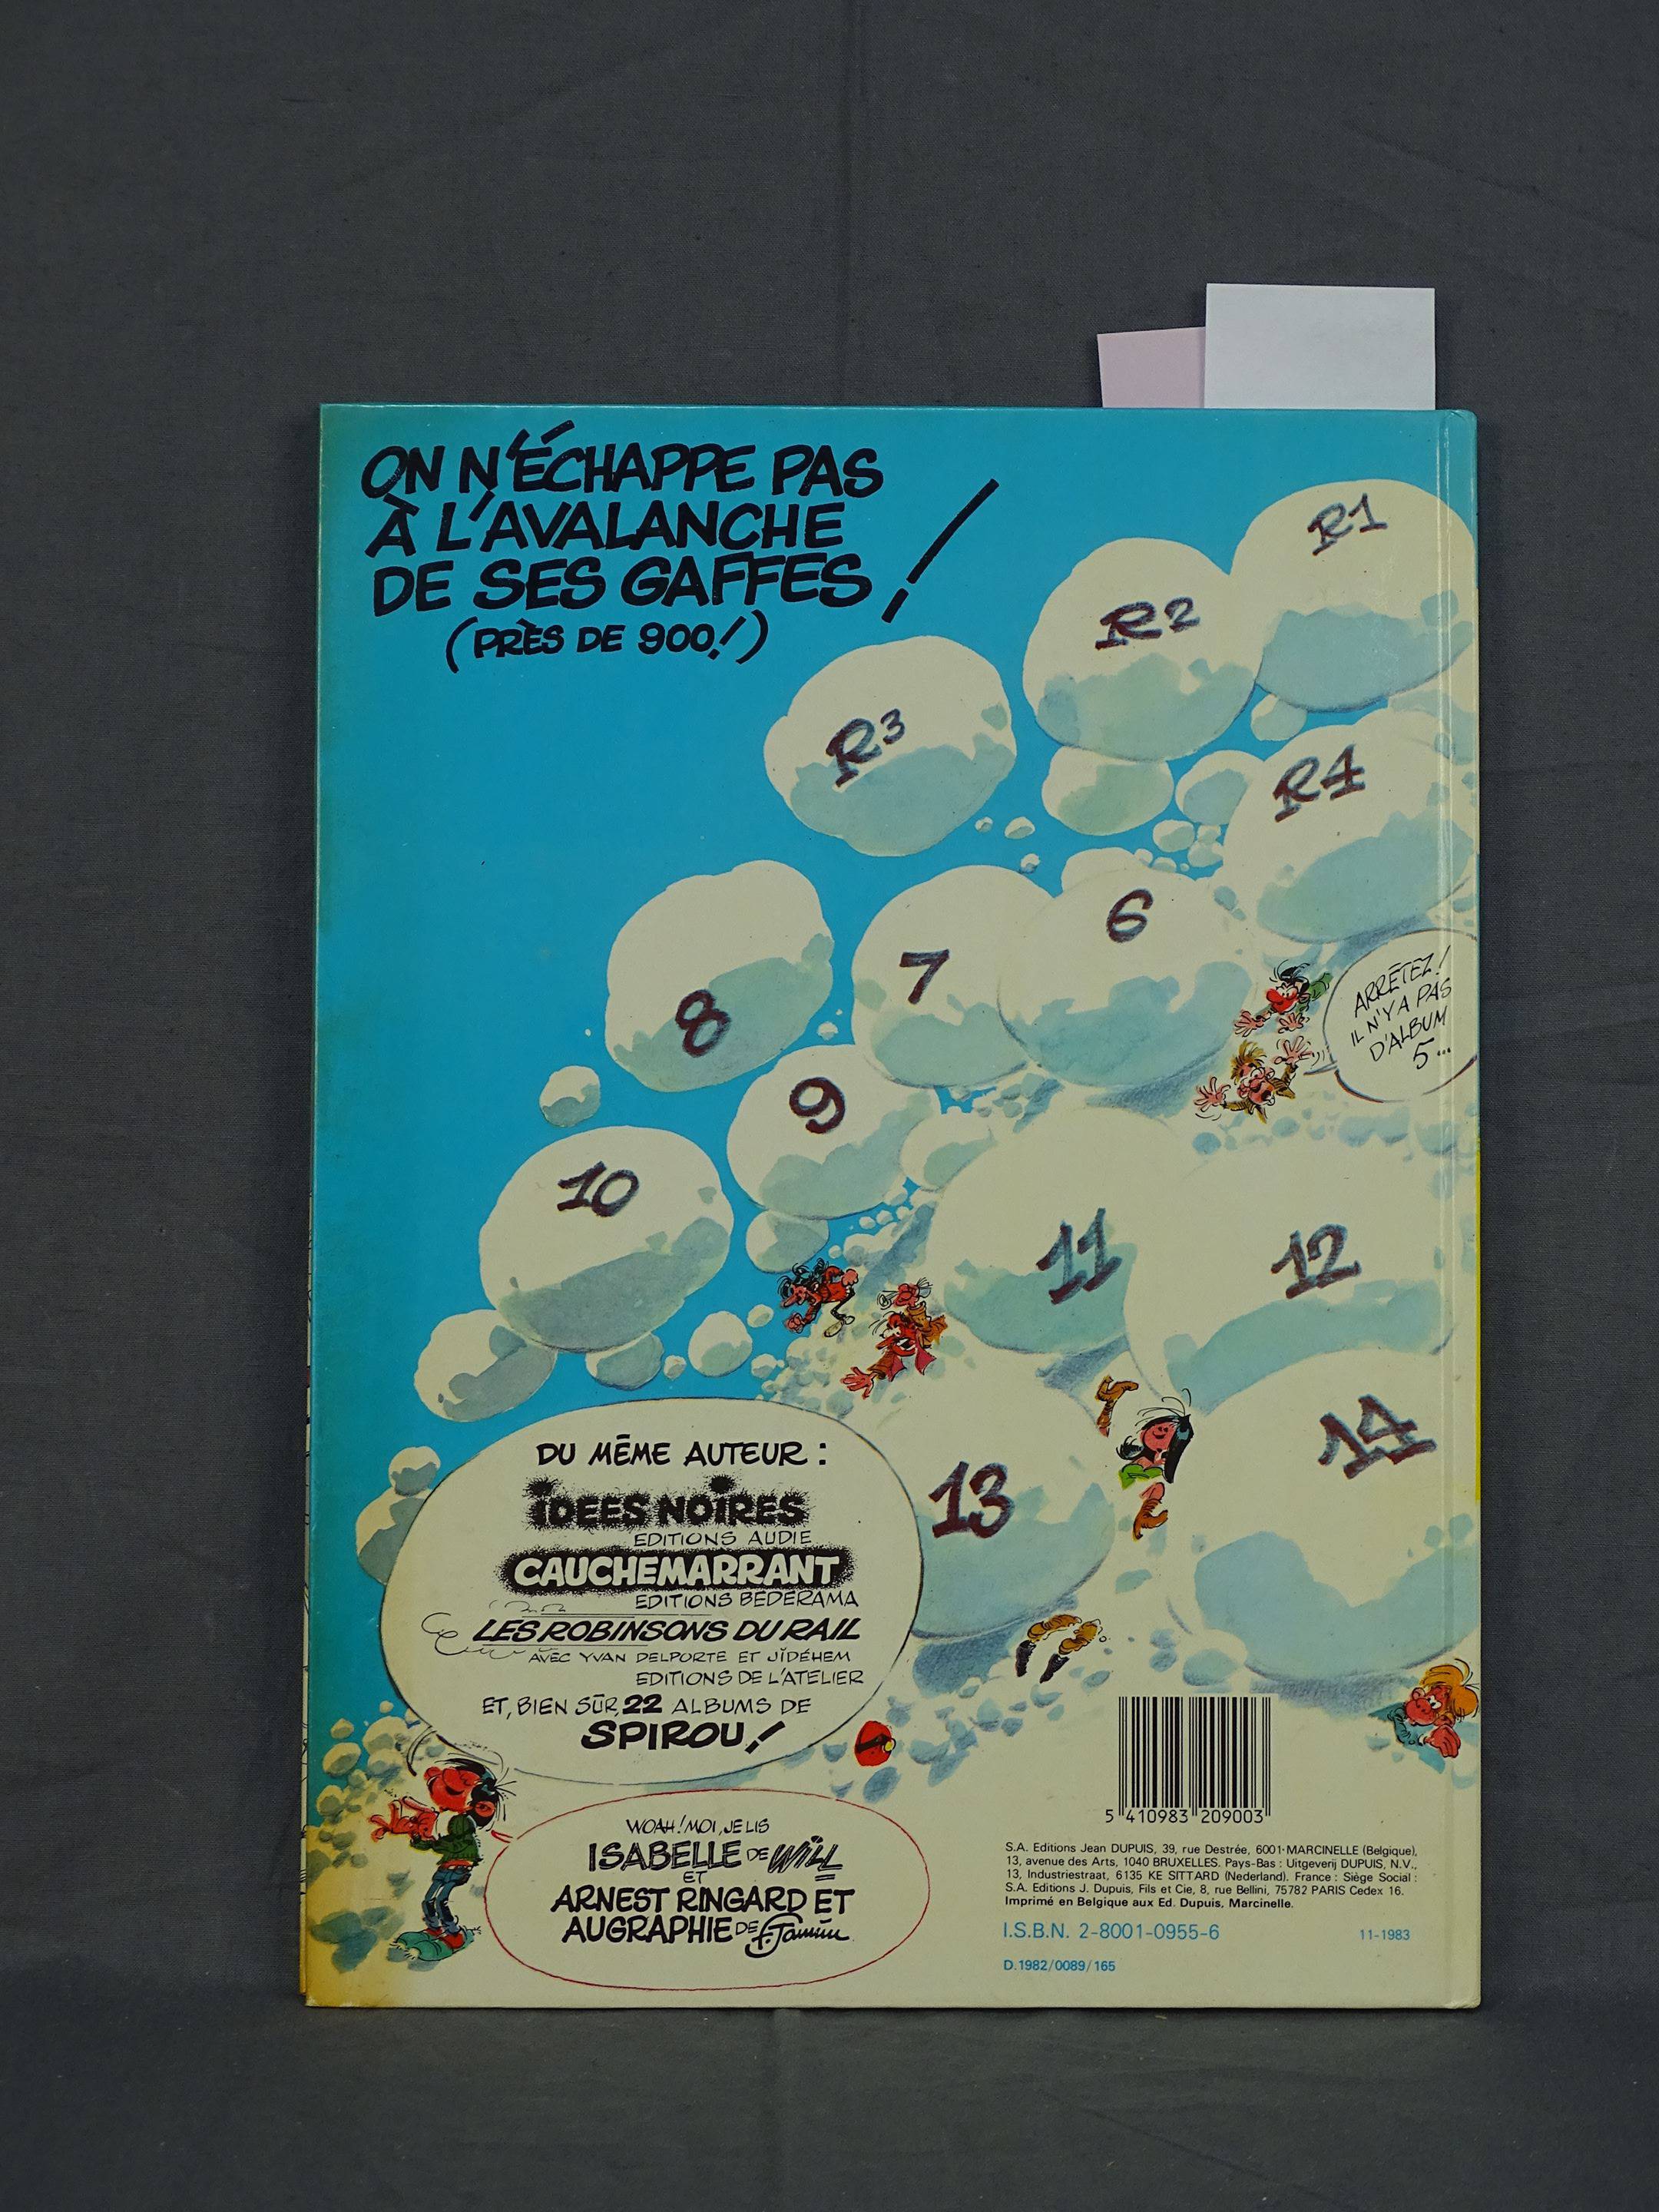 ON N'ÉCHAPPE PAS
À L'AVALANCHE
DE SES GAFFES !
(PRÈS DE 900!)
R1
R2
R3
R4
6
7
8
ARRÊTEZ!
IL N'Y A PAS
D'ALBUM
5...
9
10
11
12
13
14
DU MÊME AUTEUR :
IDEES NOIRES
EDITIONS AUDIE
CAUCHEMARRANT
EDITIONS BEDERAMA
LES ROBINSONS DU RAIL
AVEC YVAN DELPORTE ET JIDÉHEM
EDITIONS DE L'ATELIER
ET, BIEN SÛR, 22 ALBUMS DE
SPIROU!
WOAH! MOI, JE LIS
ISABELLE DE WILL
ET
ARNEST RINGARD ET
AUGRAPHIE DE F. Jannin
5 410983 209003
S.A. Editions Jean DUPUIS, 39, rue Destrée, 6001-MARCINELLE (Belgique),
13, avenue des Arts, 1040 BRUXELLES. Pays-Bas : Uitgeverij DUPUIS, N.V.,
13, Industriestraat, 6135 KE SITTARD (Nederland). France : Siège Social :
S.A. Editions J. Dupuis, Fils et Cie, 8, rue Bellini, 75782 PARIS Cedex 16.
Imprimé en Belgique aux Ed. Dupuis, Marcinelle.
I.S.B.N. 2-8001-0955-6
11-1983
D.1982/0089/165